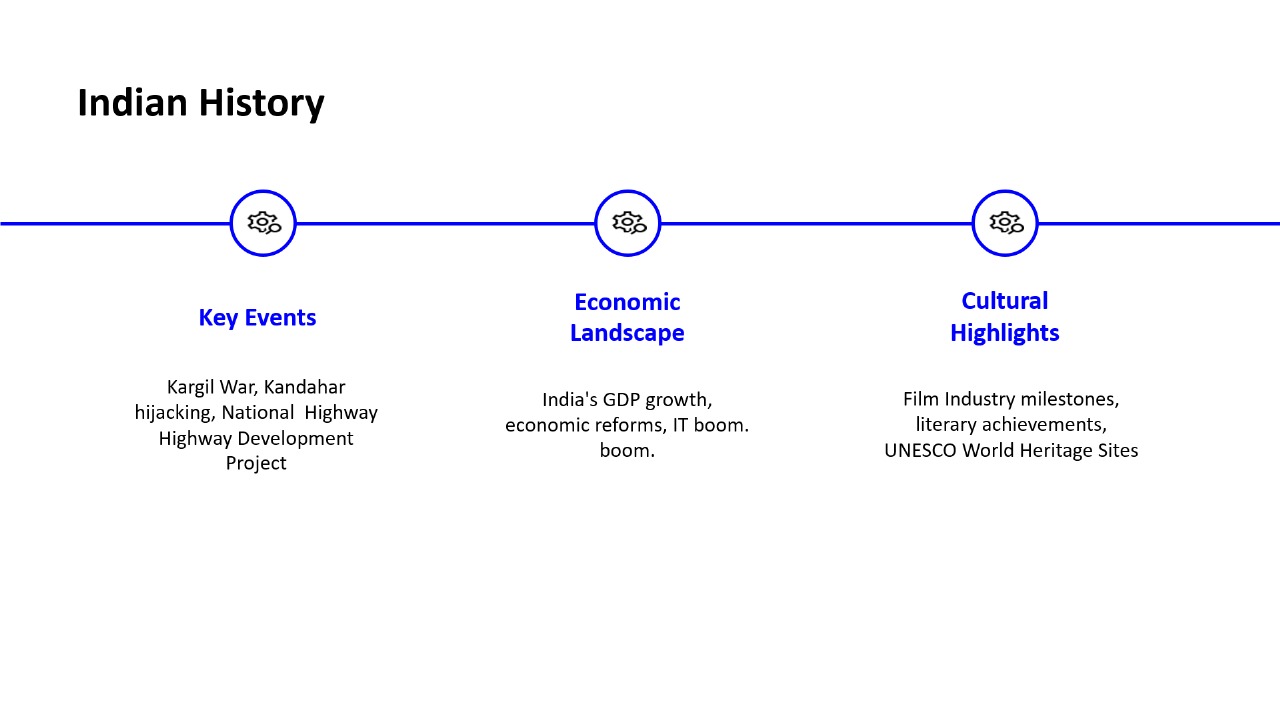 Indian History
Key Events
Kargil War, Kandahar
hijacking, National  Highway
Highway Development
Project
Economic
Landscape
India's GDP growth,
economic reforms, IT boom.
boom.
Cultural
Highlights
Film Industry milestones,
literary achievements,
UNESCO World Heritage Sites